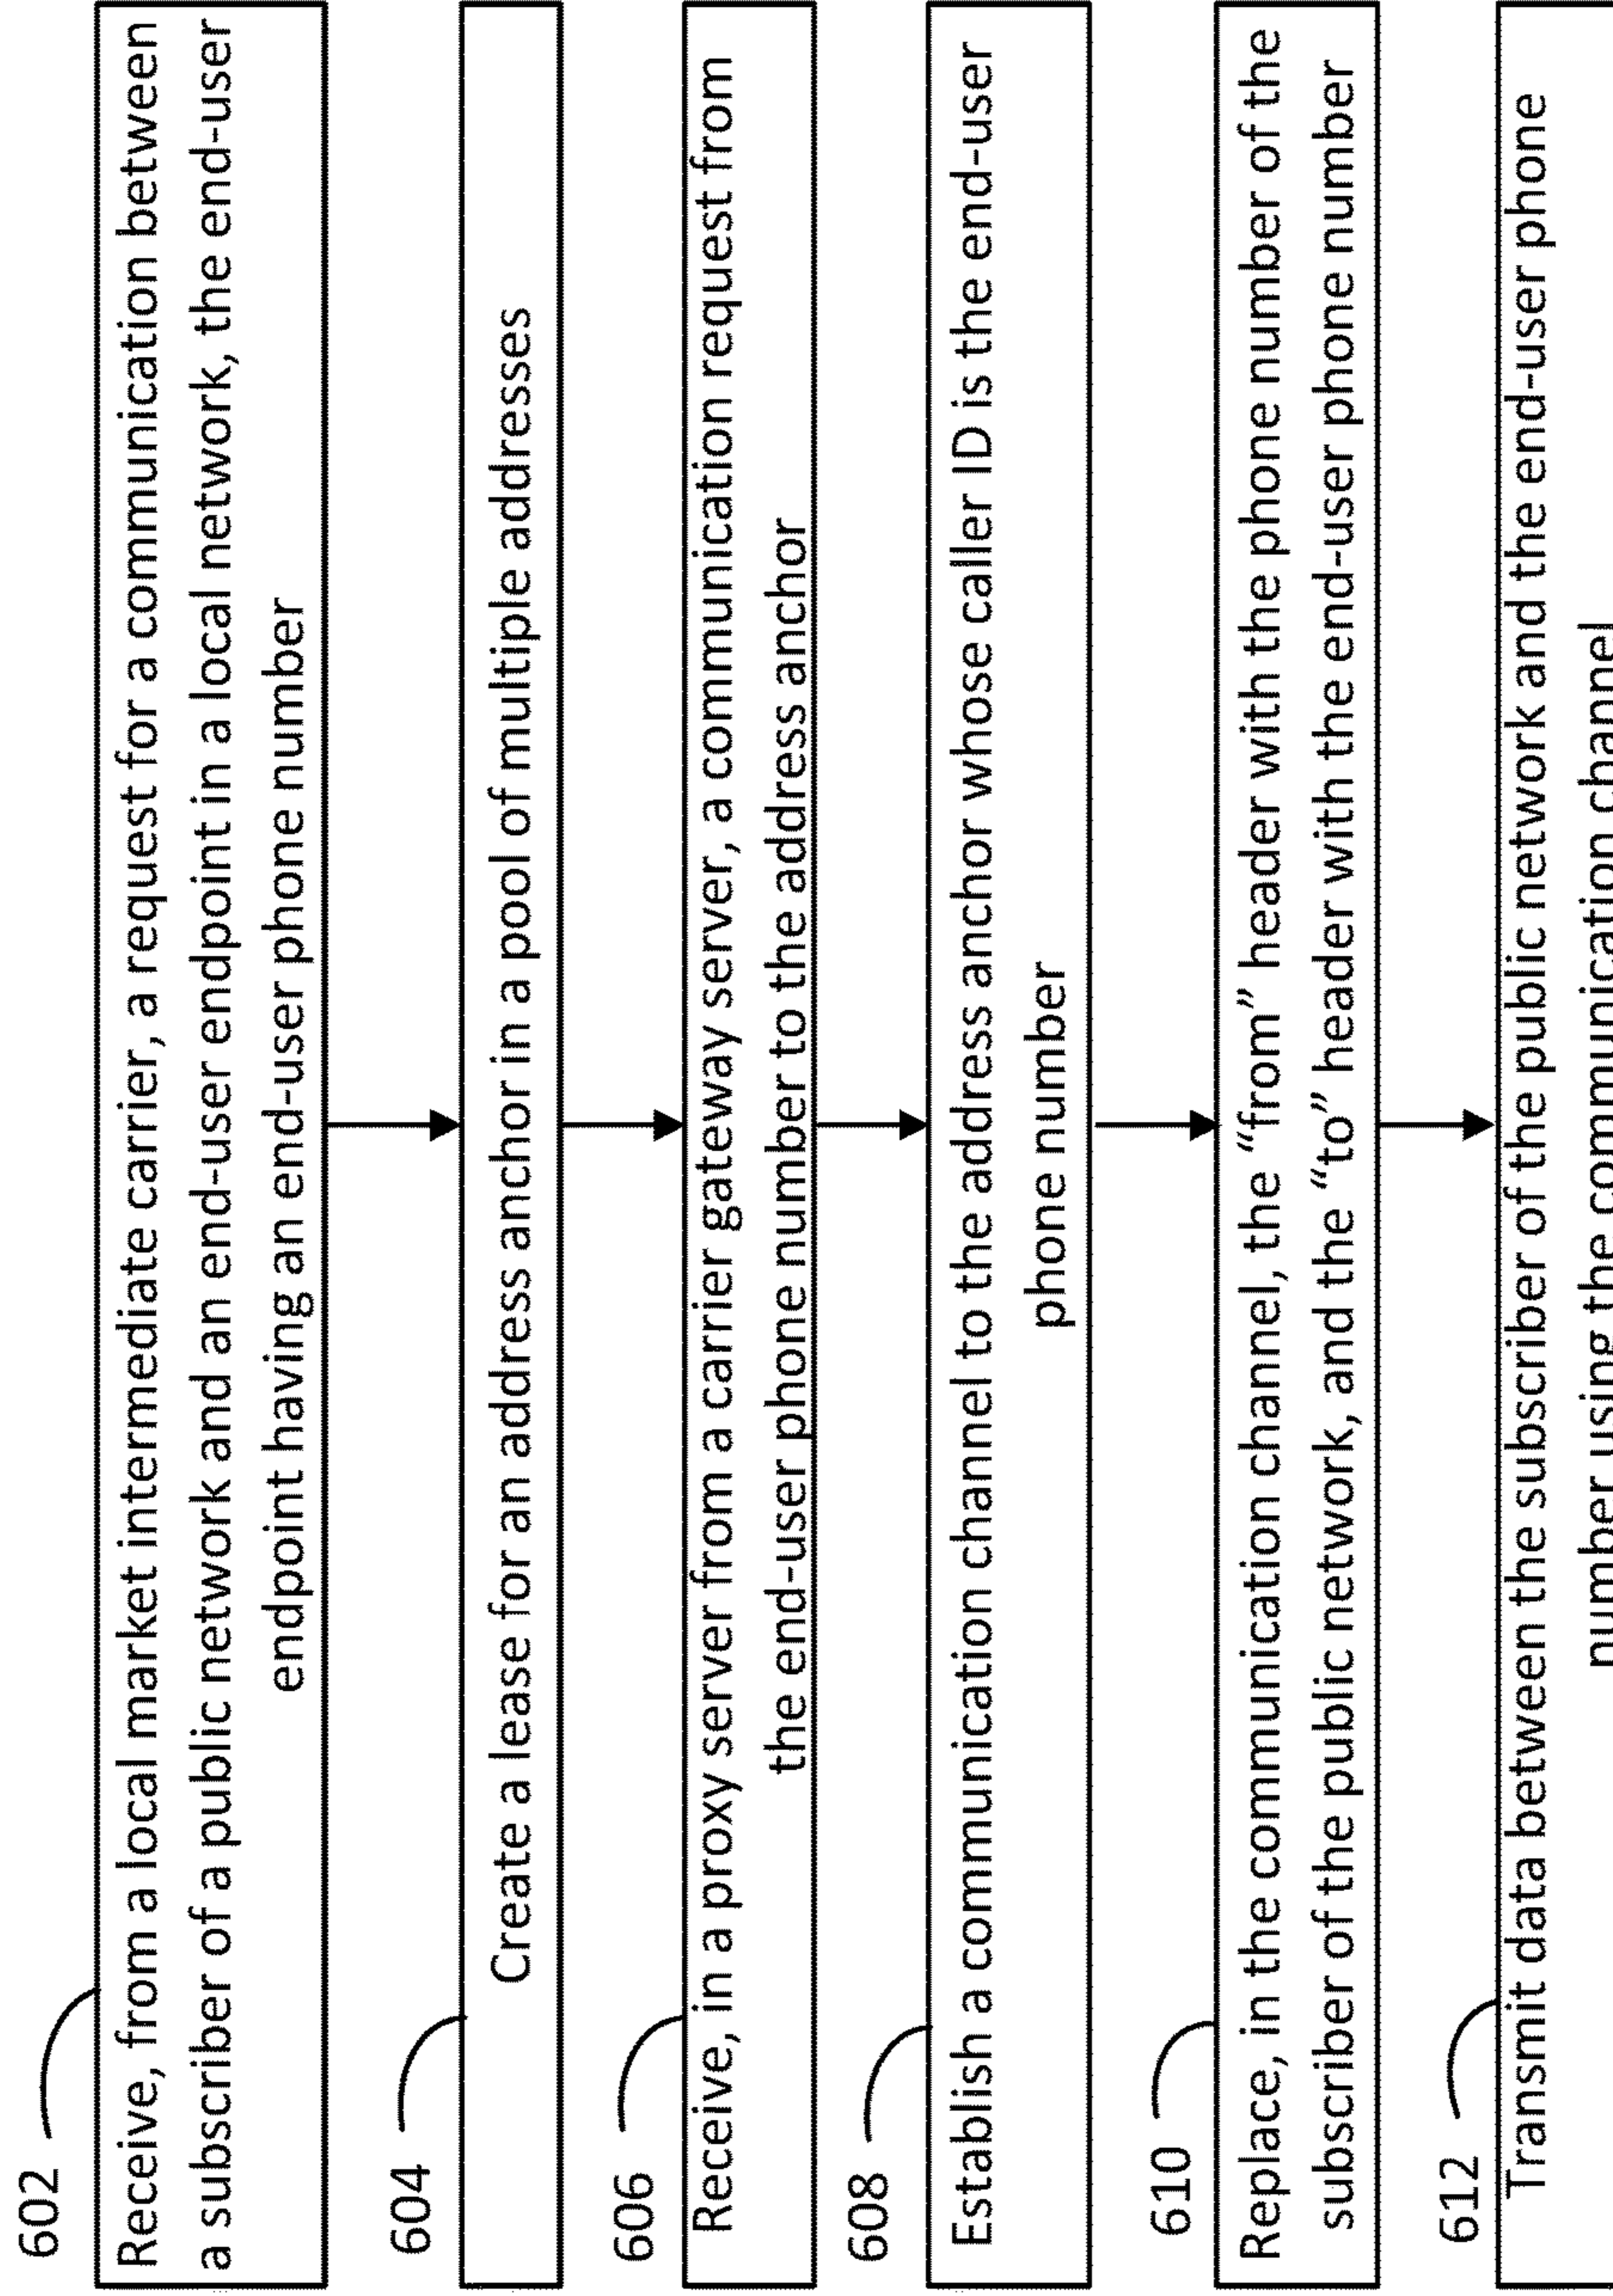 602
Receive, from a local market intermediate carrier, a request for a communication between
a subscriber of a public network and an end-user endpoint in a local network, the end-user
endpoint having an end-user phone number
604
Create a lease for an address anchor in a pool of multiple addresses
606
Receive, in a proxy server from a carrier gateway server, a communication request from
the end-user phone number to the address anchor
608
Establish a communication channel to the address anchor whose caller ID is the end-user
phone number
610
Replace, in the communication channel, the “from” header with the phone number of the
subscriber of the public network, and the “to” header with the end-user phone number
612
Transmit data between the subscriber of the public network and the end-user phone
number using the communication channel